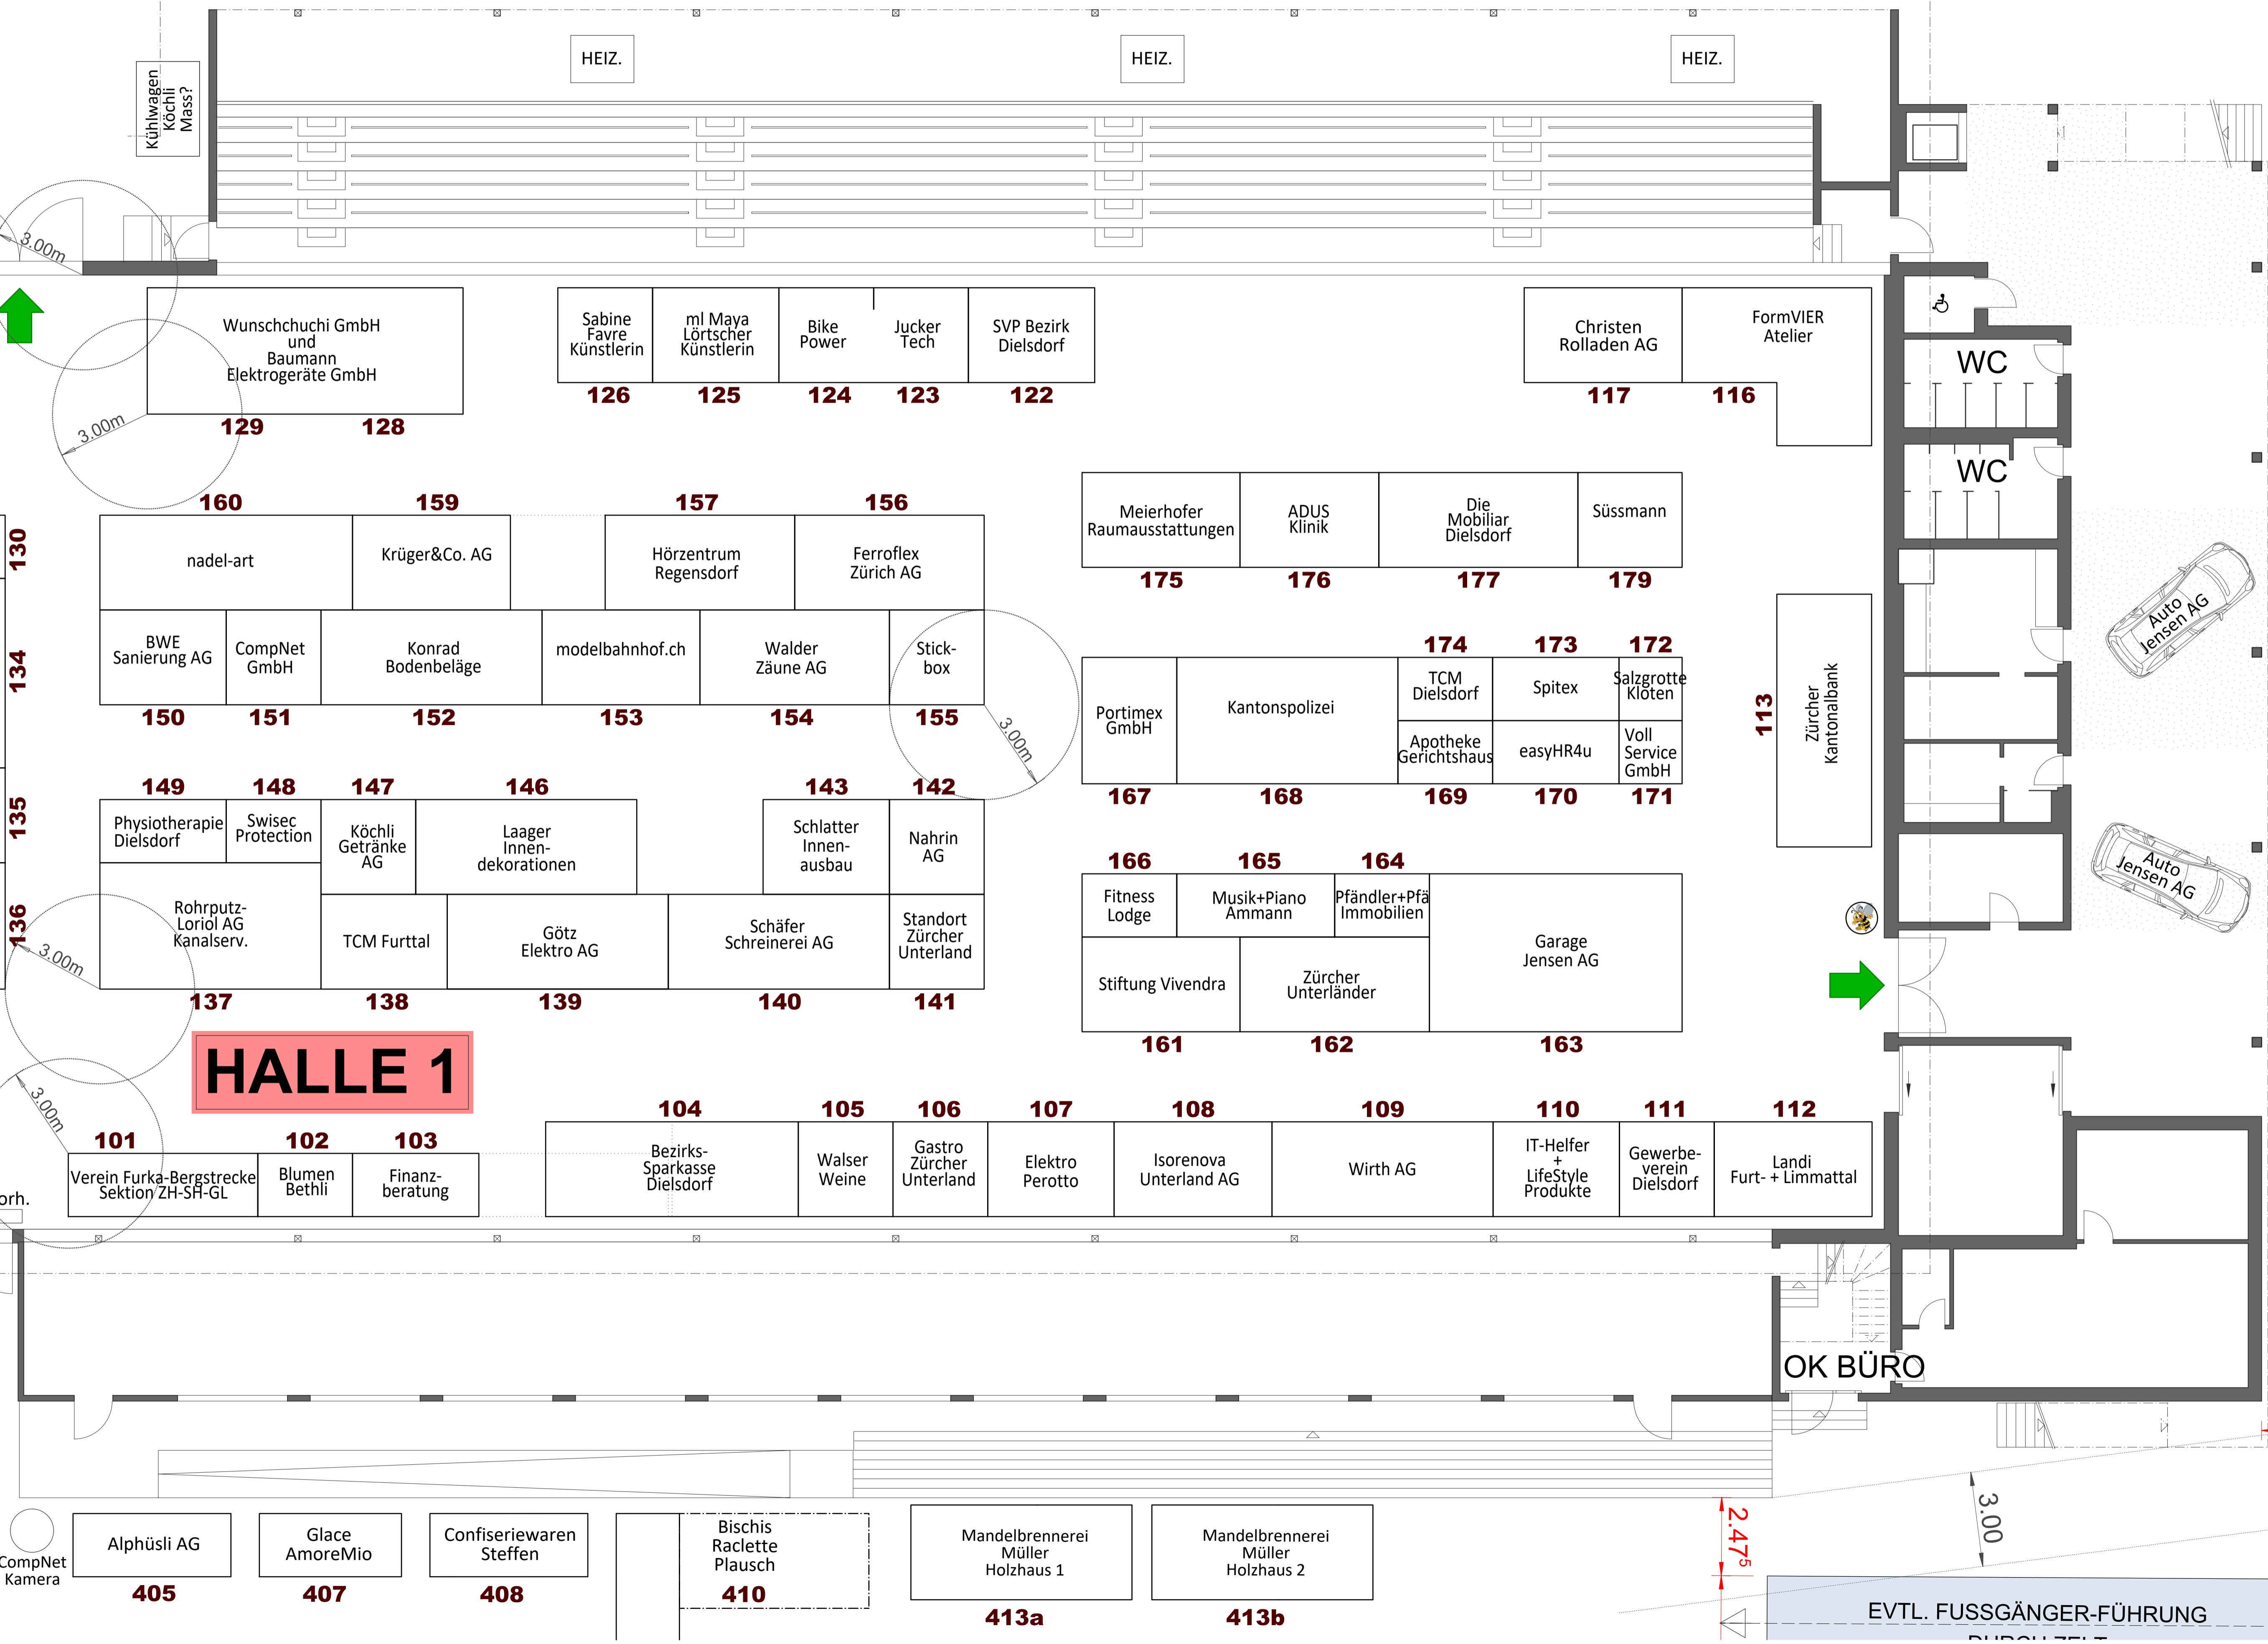 HEIZ.
HEIZ.
HEIZ.
Kühlwagen
Köchli
Mass?
3.00m
Wunschchuchi GmbH
und
Baumann
Elektrogeräte GmbH
129
128
3.00m
Sabine
Favre
Künstlerin
126
ml Maya
Lörtscher
Künstlerin
125
Bike
Power
124
Jucker
Tech
123
SVP Bezirk
Dielsdorf
122
Christen
Rolladen AG
117
FormVIER
Atelier
116
WC
WC
130
134
135
136
160
nadel-art
159
Krüger&Co. AG
157
Hörzentrum
Regensdorf
156
Ferroflex
Zürich AG
BWE
Sanierung AG
150
CompNet
GmbH
151
Konrad
Bodenbeläge
152
modelbahnhof.ch
153
Walder
Zäune AG
154
Stick-
box
155
3.00m
Meierhofer
Raumausstattungen
175
ADUS
Klinik
176
Die
Mobiliar
Dielsdorf
177
Süssmann
179
Portimex
GmbH
167
Kantonspolizei
168
174
TCM
Dielsdorf
173
Spitex
172
Salzgrotte
Kloten
Apotheke
Gerichtshaus
169
easyHR4u
170
Voll
Service
GmbH
171
113
Zürcher
Kantonalbank
Auto
Jensen AG
Auto
Jensen AG
149
Physiotherapie
Dielsdorf
148
Swisec
Protection
147
Köchli
Getränke
AG
146
Laager
Innen-
dekorationen
143
Schlatter
Innen-
ausbau
142
Nahrin
AG
Rohrputz-
Loriol AG
Kanalserv.
137
3.00m
TCM Furttal
138
Götz
Elektro AG
139
Schäfer
Schreinerei AG
140
Standort
Zürcher
Unterland
141
166
Fitness
Lodge
165
Musik+Piano
Ammann
164
Pfändler+Pfä
Immobilien
Garage
Jensen AG
163
Stiftung Vivendra
161
Zürcher
Unterländer
162
HALLE 1
3.00m
101
Verein Furka-Bergstrecke
Sektion ZH-SH-GL
102
Blumen
Bethli
103
Finanz-
beratung
104
Bezirks-
Sparkasse
Dielsdorf
105
Walser
Weine
106
Gastro
Zürcher
Unterland
107
Elektro
Perotto
108
Isorenova
Unterland AG
109
Wirth AG
110
IT-Helfer
+
LifeStyle
Produkte
111
Gewerbe-
verein
Dielsdorf
112
Landi
Furt- + Limmattal
orh.
OK BÜRO
CompNet
Kamera
Alphüsli AG
405
Glace
AmoreMio
407
Confiseriewaren
Steffen
408
Bischis
Raclette
Plausch
410
Mandelbrennerei
Müller
Holzhaus 1
413a
Mandelbrennerei
Müller
Holzhaus 2
413b
2.47⁵
3.00
EVTL. FUSSGÄNGER-FÜHRUNG
DURCH ZELT